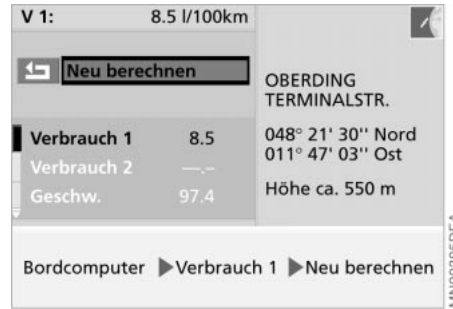 V 1: 8.5 l/100km
Neu berechnen
Verbrauch 1 8.5
Verbrauch 2 —.–
Geschw. 97.4
OBERDING
TERMINALSTR.
048° 21' 30'' Nord
011° 47' 03'' Ost
Höhe ca. 550 m
Bordcomputer ▶Verbrauch 1 ▶Neu berechnen